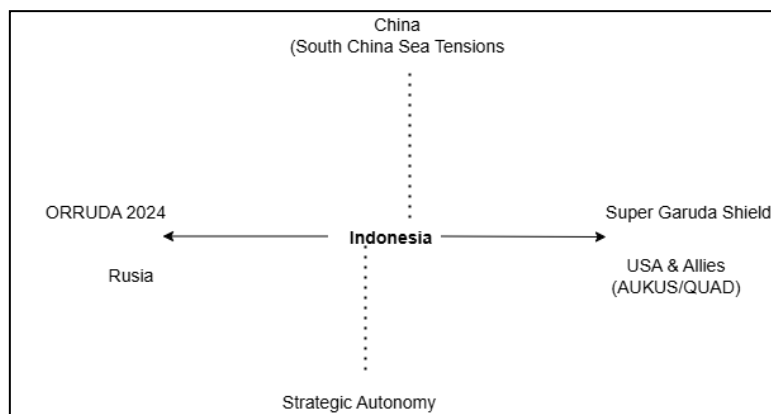 China
(South China Sea Tensions
ORRUDA 2024
Super Garuda Shield
Indonesia
Rusia
USA & Allies
(AUKUS/QUAD)
Strategic Autonomy